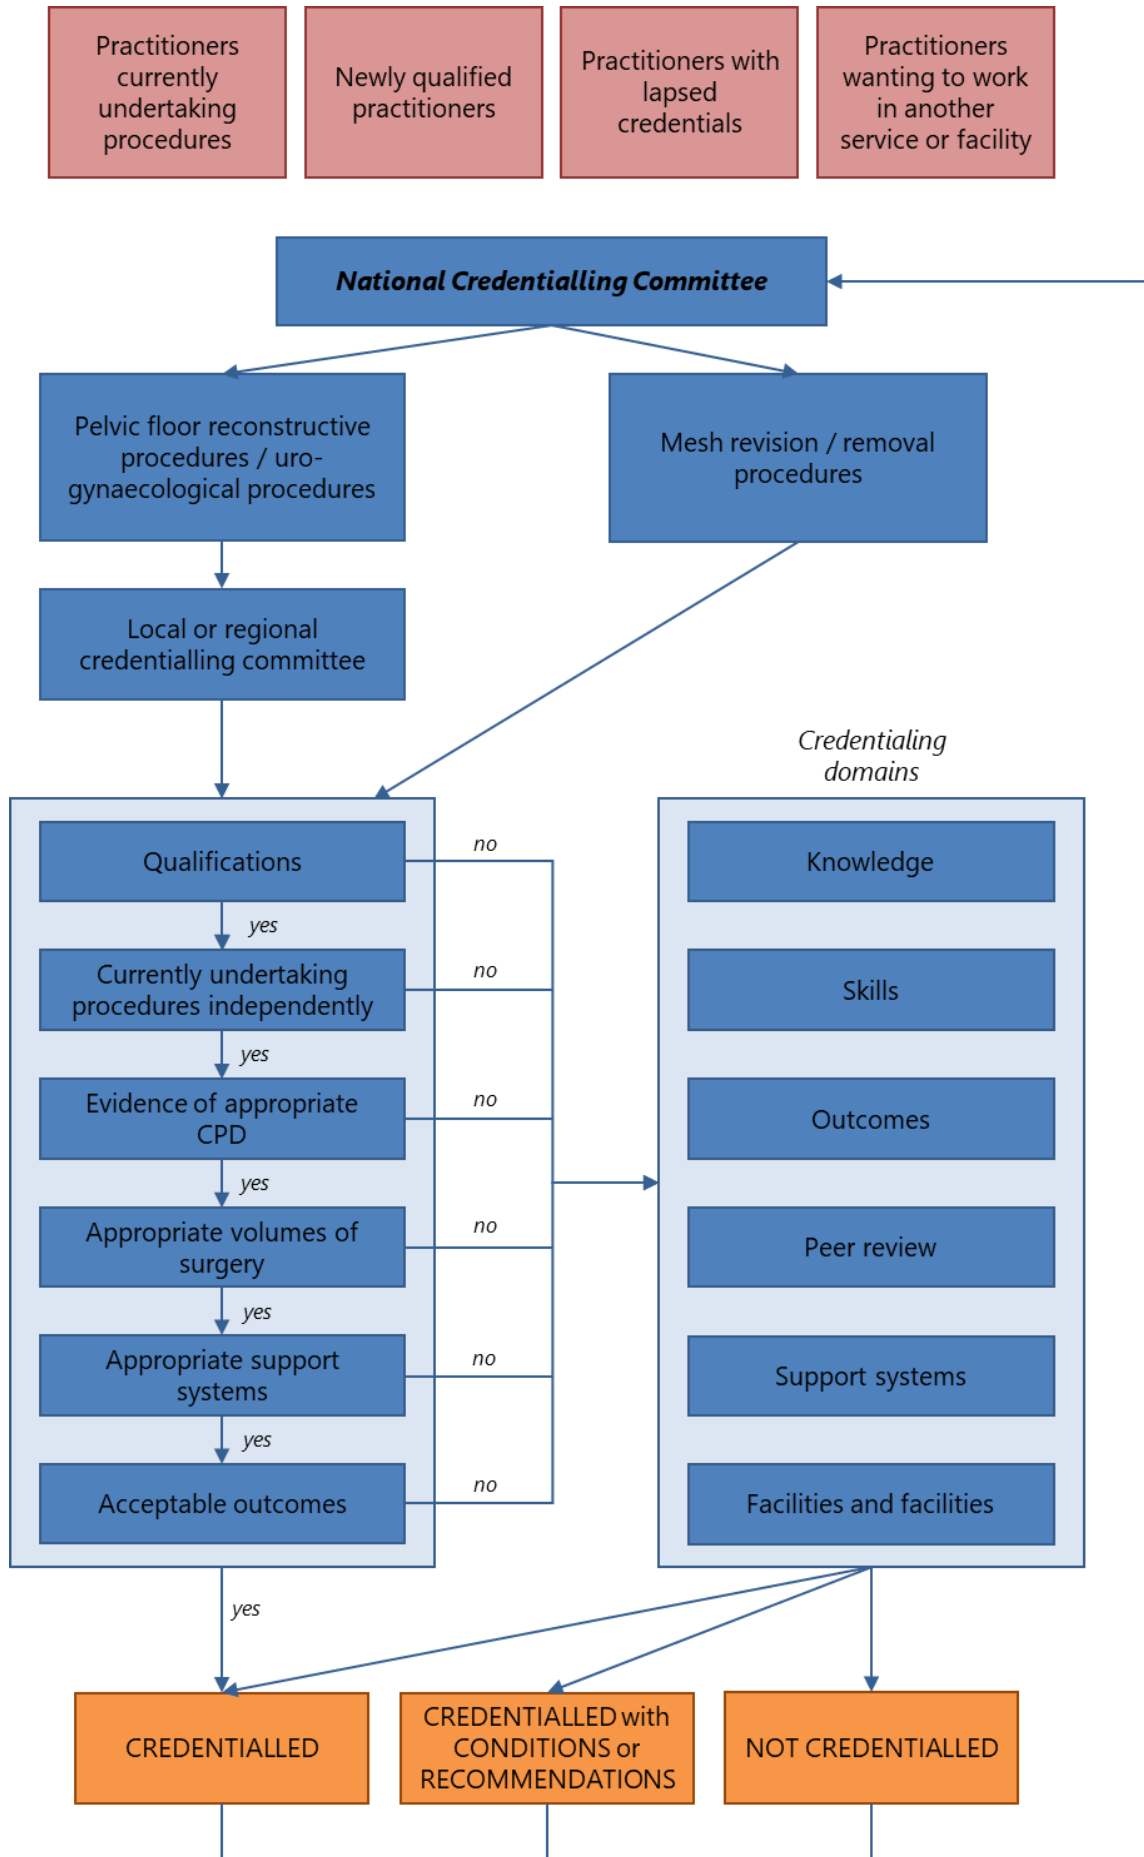 Practitioners
currently
undertaking
procedures
Newly qualified
practitioners
Practitioners with
lapsed
credentials
Practitioners
wanting to work
in another
service or facility
National Credentialling Committee
Pelvic floor reconstructive
procedures / uro-
gynaecological procedures
Mesh revision / removal
procedures
Local or regional
credentialling committee
Credentialing
domains
Qualifications
no
Knowledge
yes
Currently undertaking
procedures independently
no
Skills
yes
Evidence of appropriate
CPD
no
Outcomes
yes
Appropriate volumes of
surgery
no
Peer review
yes
Appropriate support
systems
no
Support systems
yes
Acceptable outcomes
no
Facilities and facilities
yes
CREDENTIALLED
CREDENTIALLED with
CONDITIONS or
RECOMMENDATIONS
NOT CREDENTIALLED